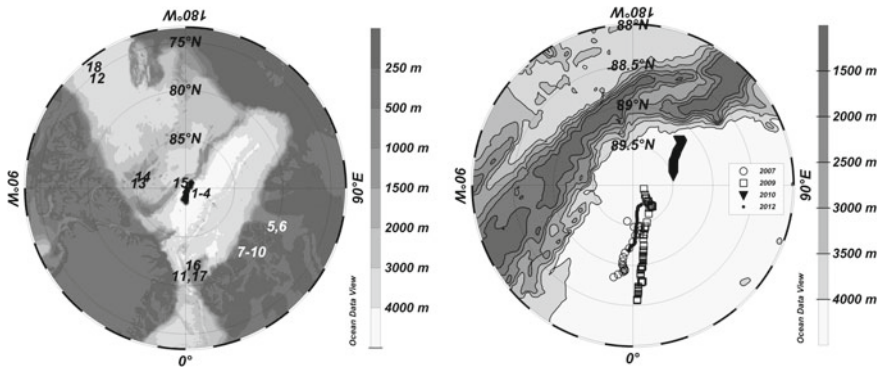 180°W
75°N
80°N
85°N
18
12
14
13
15
1-4
5,6
7-10
16
11,17
90°W
90°E
0°
250 m
500 m
1000 m
1500 m
2000 m
3000 m
4000 m
Ocean Data View
180°W
88°N
88.5°N
89°N
89.5°N
90°W
90°E
0°
2007
2009
2010
2012
1500 m
2000 m
2500 m
3000 m
3500 m
4000 m
Ocean Data View